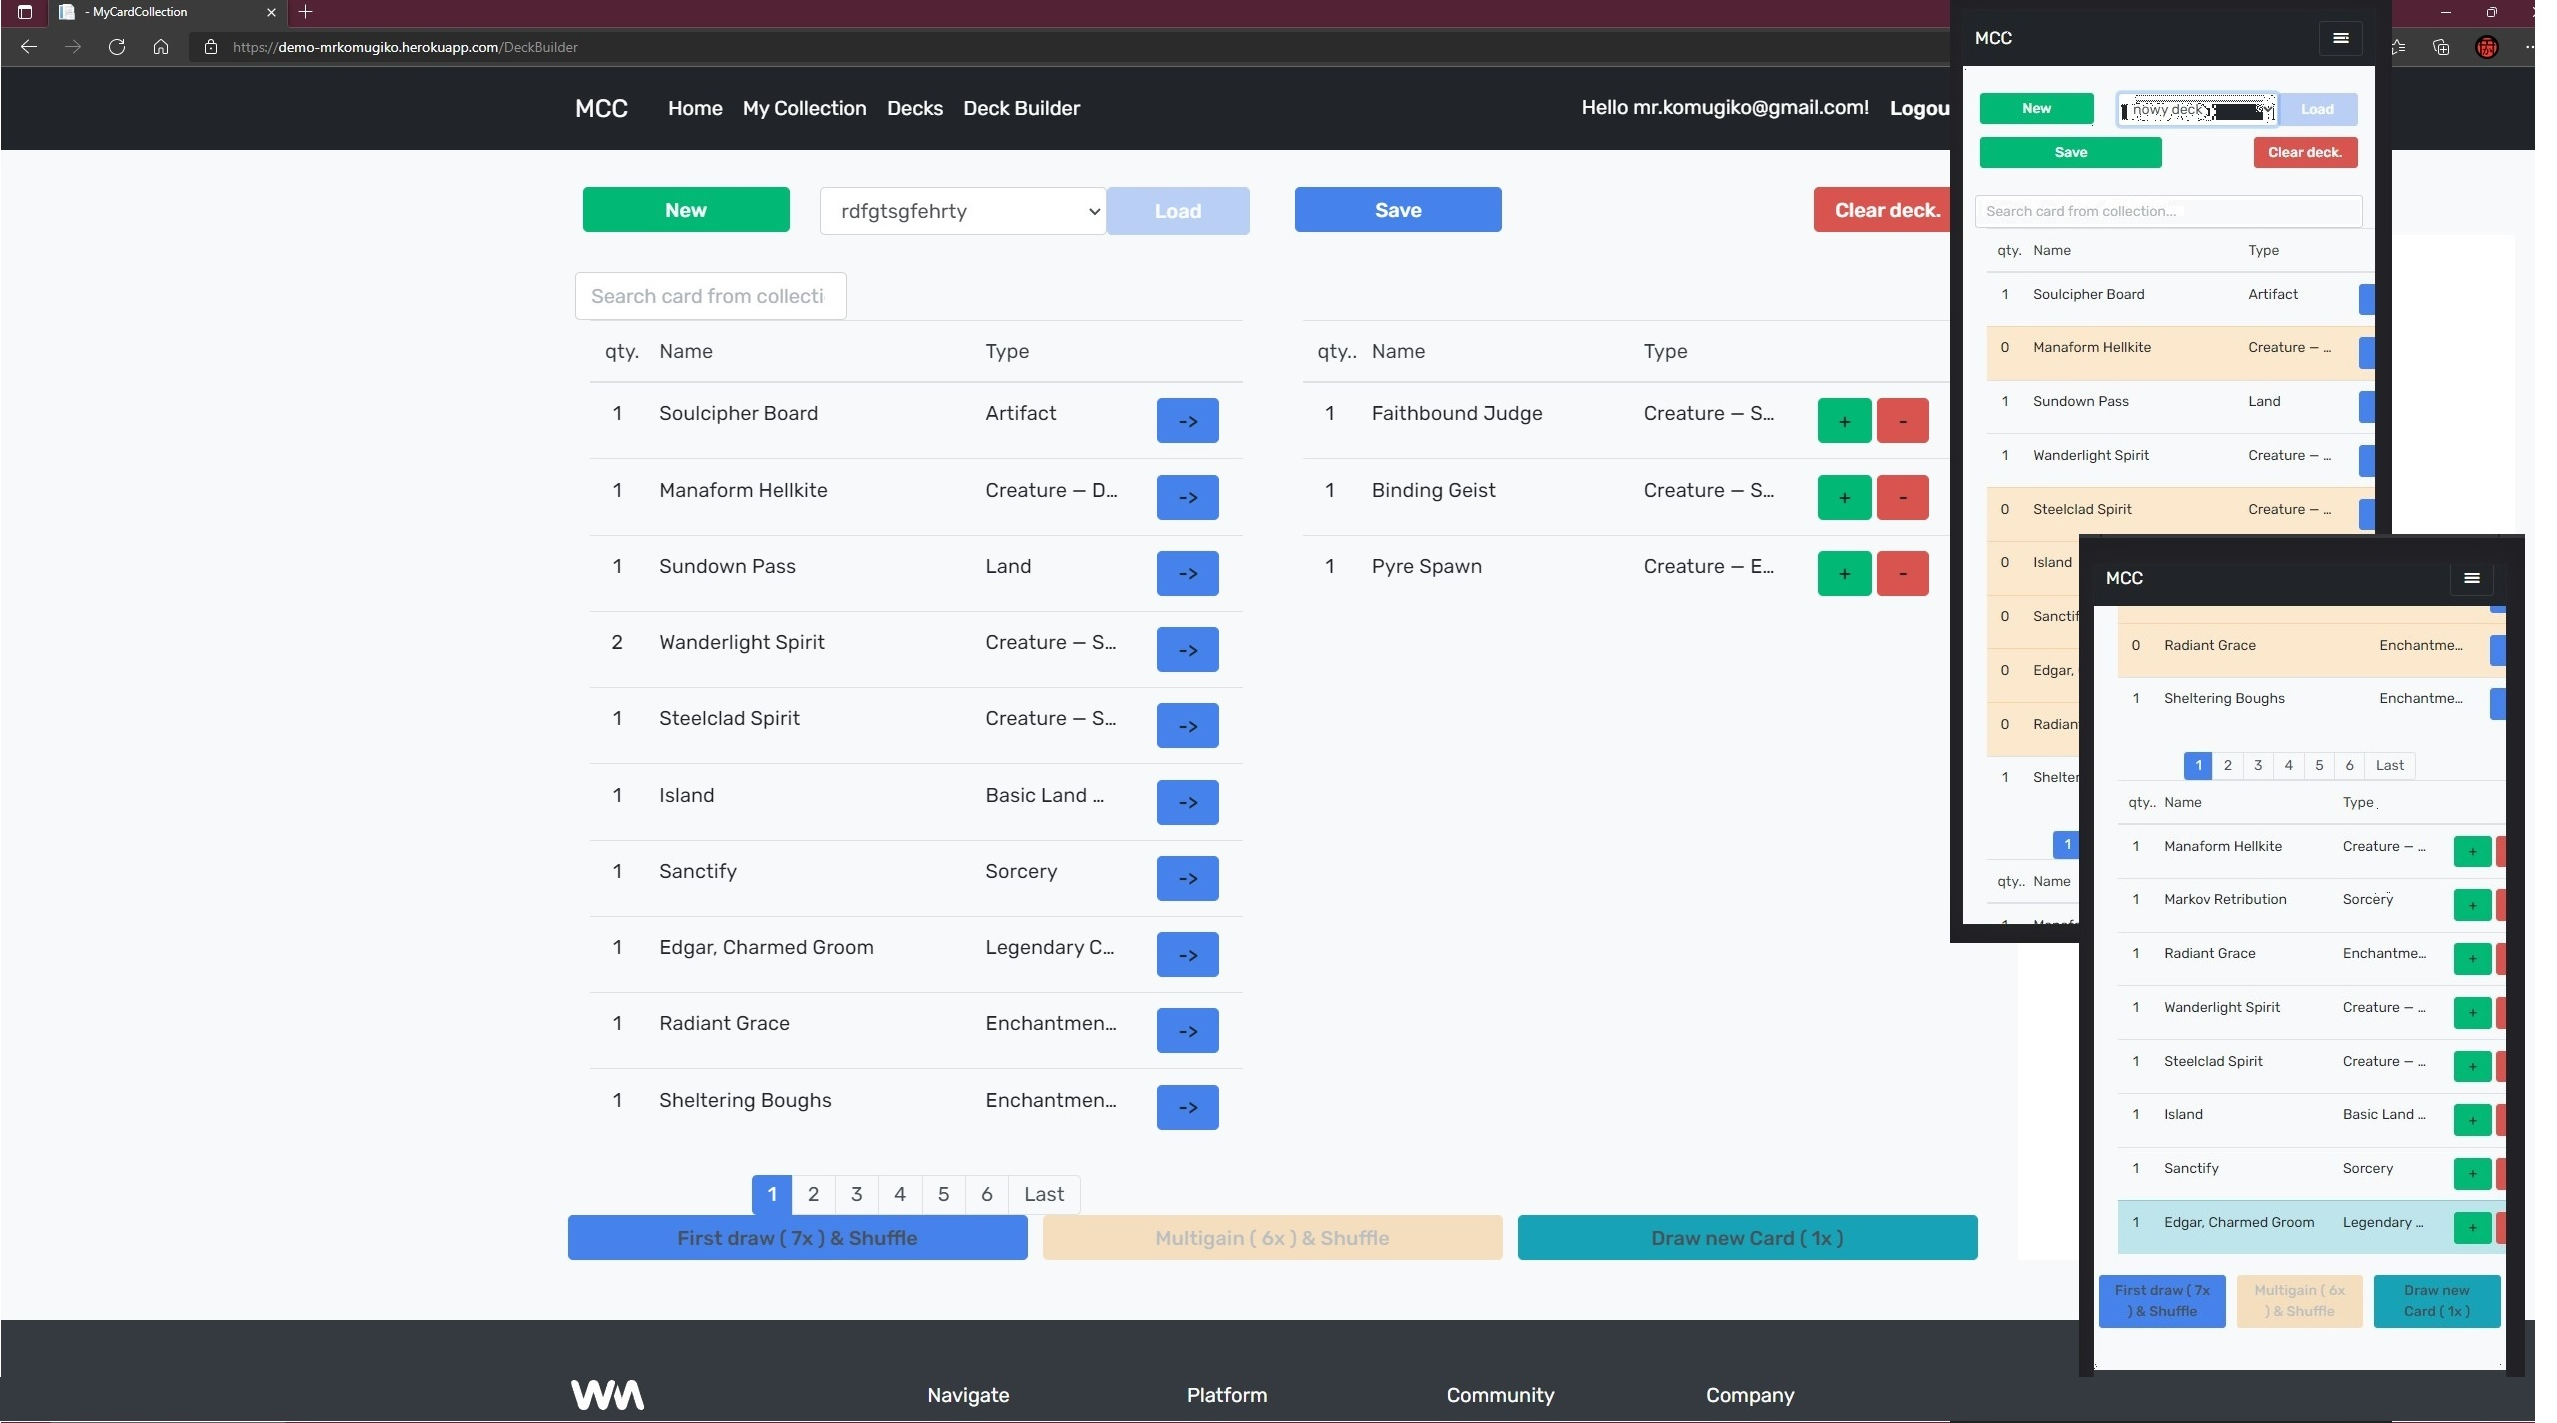 - MyCardCollection
https://demo-mrkomugiko.herokuapp.com/DeckBuilder
MCC Home My Collection Decks Deck Builder Hello mr.komugiko@gmail.com!
New rdfgtsgfehrty Load Save Clear deck.
Search card from collecti
qty. Name Type
1 Soulcipher Board Artifact ->
1 Manaform Hellkite Creature — D... ->
1 Sundown Pass Land ->
2 Wanderlight Spirit Creature — S... ->
1 Steelclad Spirit Creature — S... ->
1 Island Basic Land ... ->
1 Sanctify Sorcery ->
1 Edgar, Charmed Groom Legendary C... ->
1 Radiant Grace Enchantmen... ->
1 Sheltering Boughs Enchantmen... ->
1 2 3 4 5 6 Last
qty.. Name Type
1 Faithbound Judge Creature — S... + -
1 Binding Geist Creature — S... + -
1 Pyre Spawn Creature — E... + -
First draw ( 7x ) & Shuffle Multigain ( 6x ) & Shuffle Draw new Card ( 1x )
Navigate Platform Community Company
MCC
New nowy deck Load
Save Clear deck.
Search card from collection...
qty. Name Type
1 Soulcipher Board Artifact
0 Manaform Hellkite Creature — ...
1 Sundown Pass Land
1 Wanderlight Spirit Creature — ...
0 Steelclad Spirit Creature — ...
0 Island
0 Sanctif
0 Edgar,
0 Radian
1 Shelter
1
qty.. Name
MCC
0 Radiant Grace Enchantme...
1 Sheltering Boughs Enchantme...
1 2 3 4 5 6 Last
qty.. Name Type
1 Manaform Hellkite Creature — ... +
1 Markov Retribution Sorcery +
1 Radiant Grace Enchantme... +
1 Wanderlight Spirit Creature — ... +
1 Steelclad Spirit Creature — ... +
1 Island Basic Land ... +
1 Sanctify Sorcery +
1 Edgar, Charmed Groom Legendary ... +
First draw ( 7x
) & Shuffle
Multigain ( 6x
) & Shuffle
Draw new
Card ( 1x )